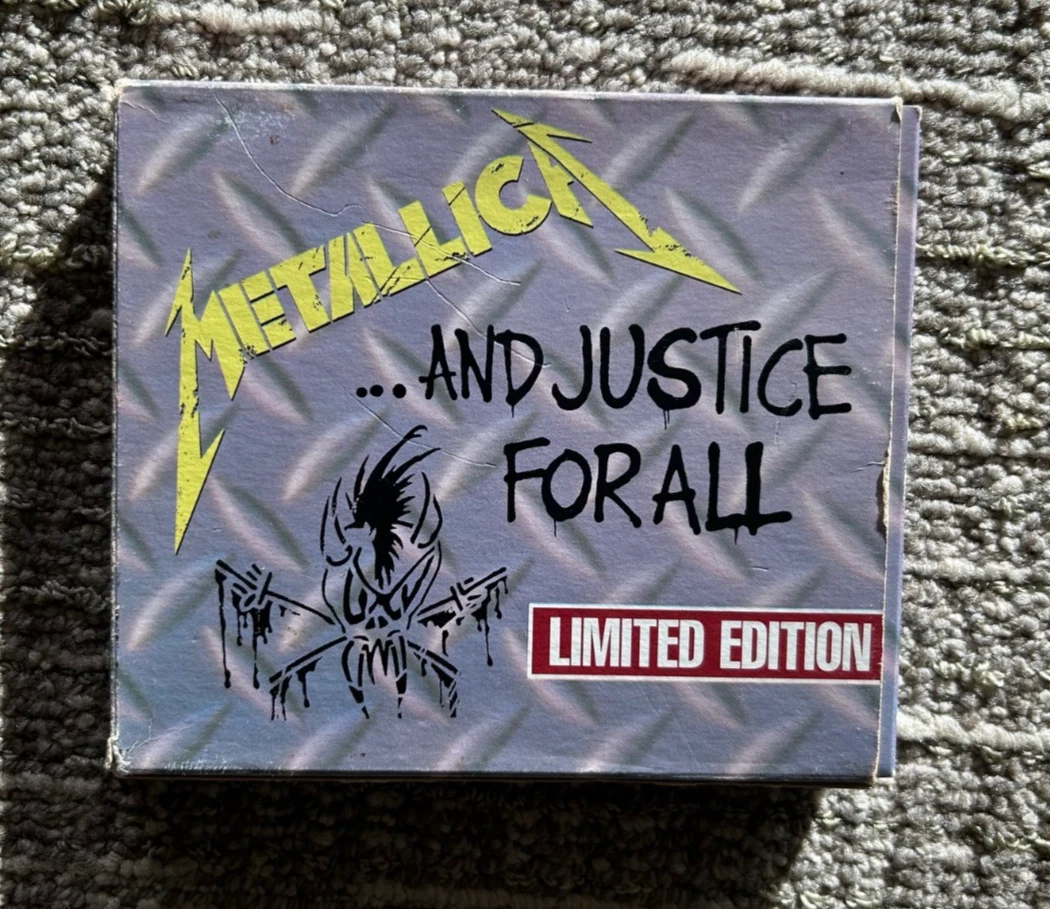 METALLICA
...AND JUSTICE
FOR ALL
LIMITED EDITION